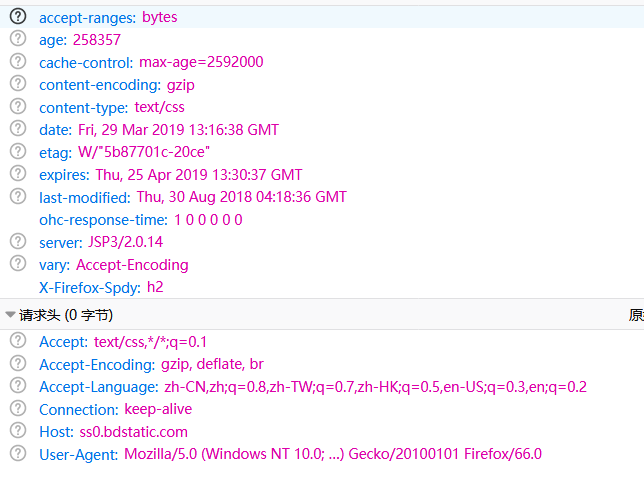 accept-ranges: bytes
age: 258357
cache-control: max-age=2592000
content-encoding: gzip
content-type: text/css
date: Fri, 29 Mar 2019 13:16:38 GMT
etag: W/"5b87701c-20ce"
expires: Thu, 25 Apr 2019 13:30:37 GMT
last-modified: Thu, 30 Aug 2018 04:18:36 GMT
ohc-response-time: 1 0 0 0 0 0
server: JSP3/2.0.14
vary: Accept-Encoding
X-Firefox-Spdy: h2
请求头 (0 字节) 原
Accept: text/css,*/*;q=0.1
Accept-Encoding: gzip, deflate, br
Accept-Language: zh-CN,zh;q=0.8,zh-TW;q=0.7,zh-HK;q=0.5,en-US;q=0.3,en;q=0.2
Connection: keep-alive
Host: ss0.bdstatic.com
User-Agent: Mozilla/5.0 (Windows NT 10.0; ...) Gecko/20100101 Firefox/66.0